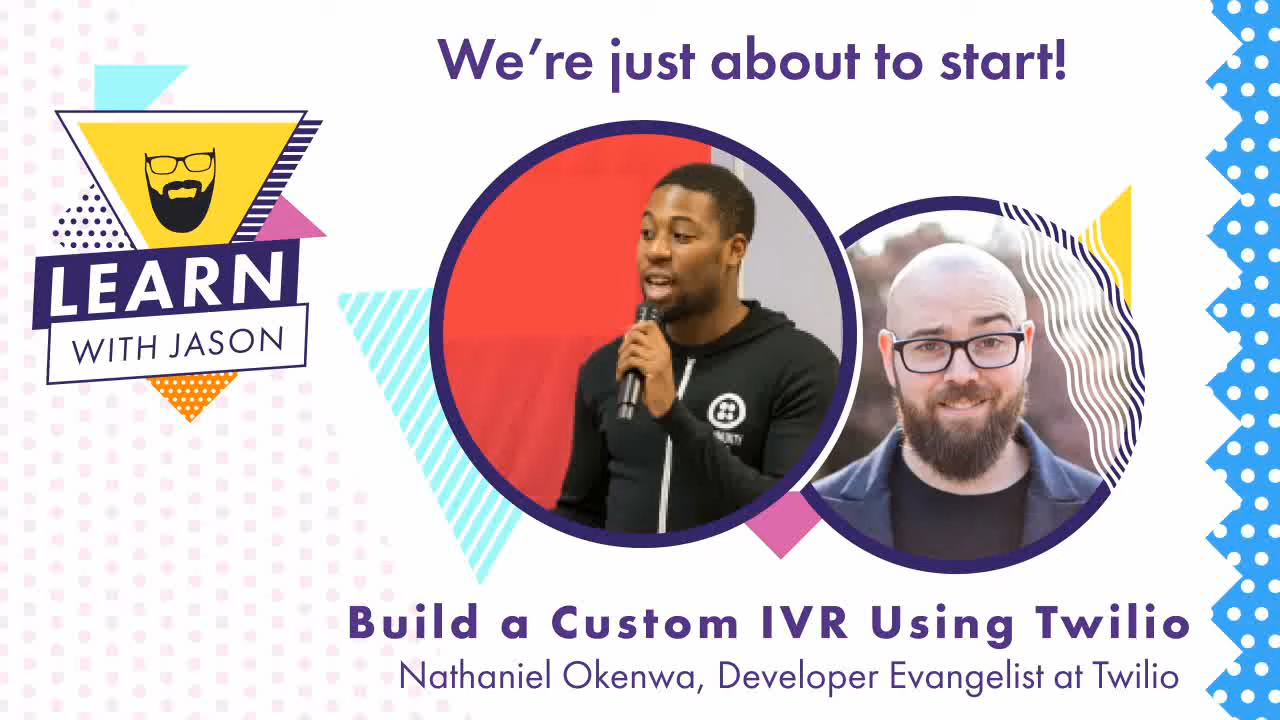 We're just about to start!
LEARN
WITH JASON
Build a Custom IVR Using Twilio
Nathaniel Okenwa, Developer Evangelist at Twilio